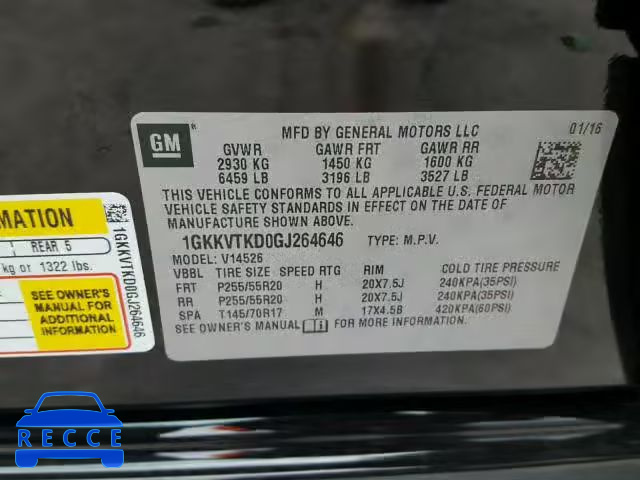 GM
MFD BY GENERAL MOTORS LLC
01/16
GVWR GAWR FRT GAWR RR
2930 KG 1450 KG 1600 KG
6459 LB 3196 LB 3527 LB
THIS VEHICLE CONFORMS TO ALL APPLICABLE U.S. FEDERAL MOTOR
VEHICLE SAFETY STANDARDS IN EFFECT ON THE DATE OF
MANUFACTURE SHOWN ABOVE.
1GKKVTKD0GJ264646 TYPE: M.P.V.
MODEL: V14526
VBBL TIRE SIZE SPEED RTG RIM COLD TIRE PRESSURE
FRT P255/55R20 H 20X7.5J 240KPA(35PSI)
RR P255/55R20 H 20X7.5J 240KPA(35PSI)
SPA T145/70R17 M 17X4.5B 420KPA(60PSI)
SEE OWNER'S MANUAL FOR MORE INFORMATION.
RMATION
REAR 5
kg or 1322 lbs.
SEE OWNER'S
MANUAL FOR
ADDITIONAL
INFORMATION
1GKKVTKD0GJ264646
RECCE